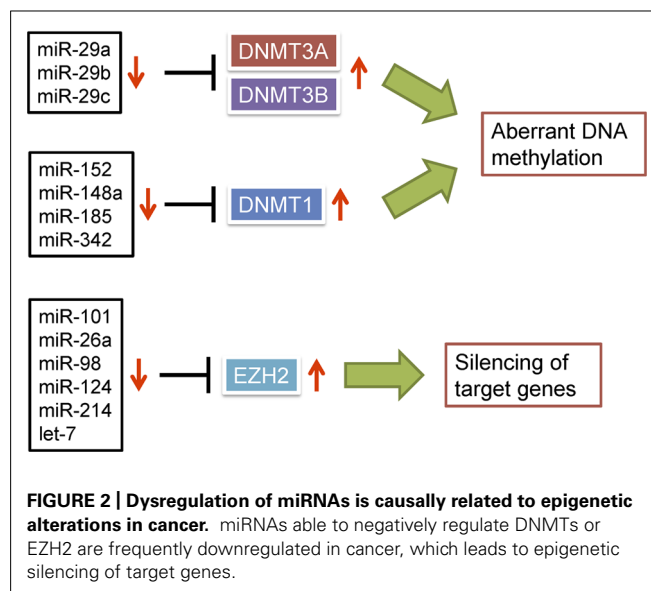 miR-29a
miR-29b
miR-29c
DNMT3A
DNMT3B
Aberrant DNA
methylation
miR-152
miR-148a
miR-185
miR-342
DNMT1
miR-101
miR-26a
miR-98
miR-124
miR-214
let-7
EZH2
Silencing of
target genes
FIGURE 2 | Dysregulation of miRNAs is causally related to epigenetic
alterations in cancer. miRNAs able to negatively regulate DNMTs or
EZH2 are frequently downregulated in cancer, which leads to epigenetic
silencing of target genes.